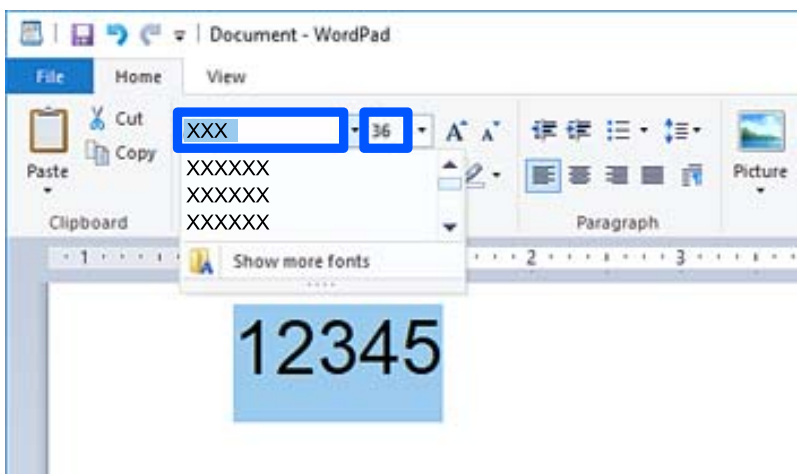 Document - WordPad
File Home View
Cut
XXX 36 A A
Copy
Paste
XXXXXX
XXXXXX
XXXXXX
Picture
Clipboard Paragraph
Show more fonts
1 2 3
12345